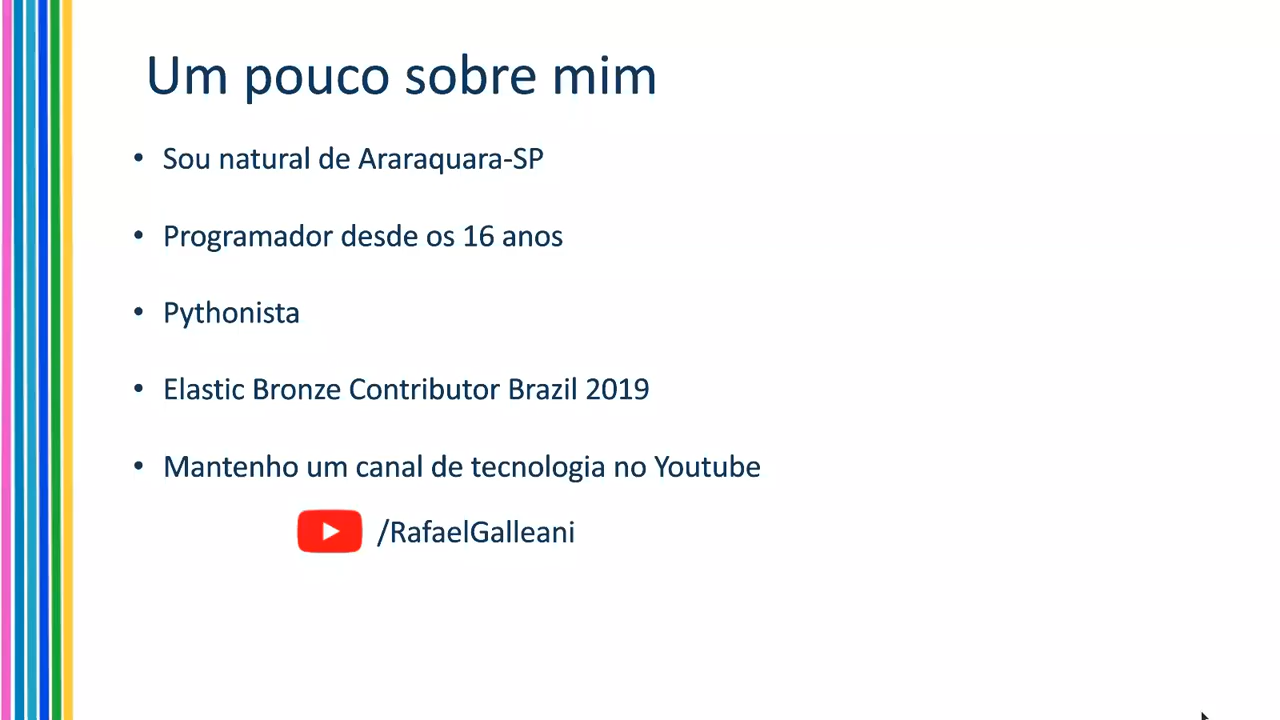 Um pouco sobre mim
• Sou natural de Araraquara-SP
• Programador desde os 16 anos
• Pythonista
• Elastic Bronze Contributor Brazil 2019
• Mantenho um canal de tecnologia no Youtube
/RafaelGalleani